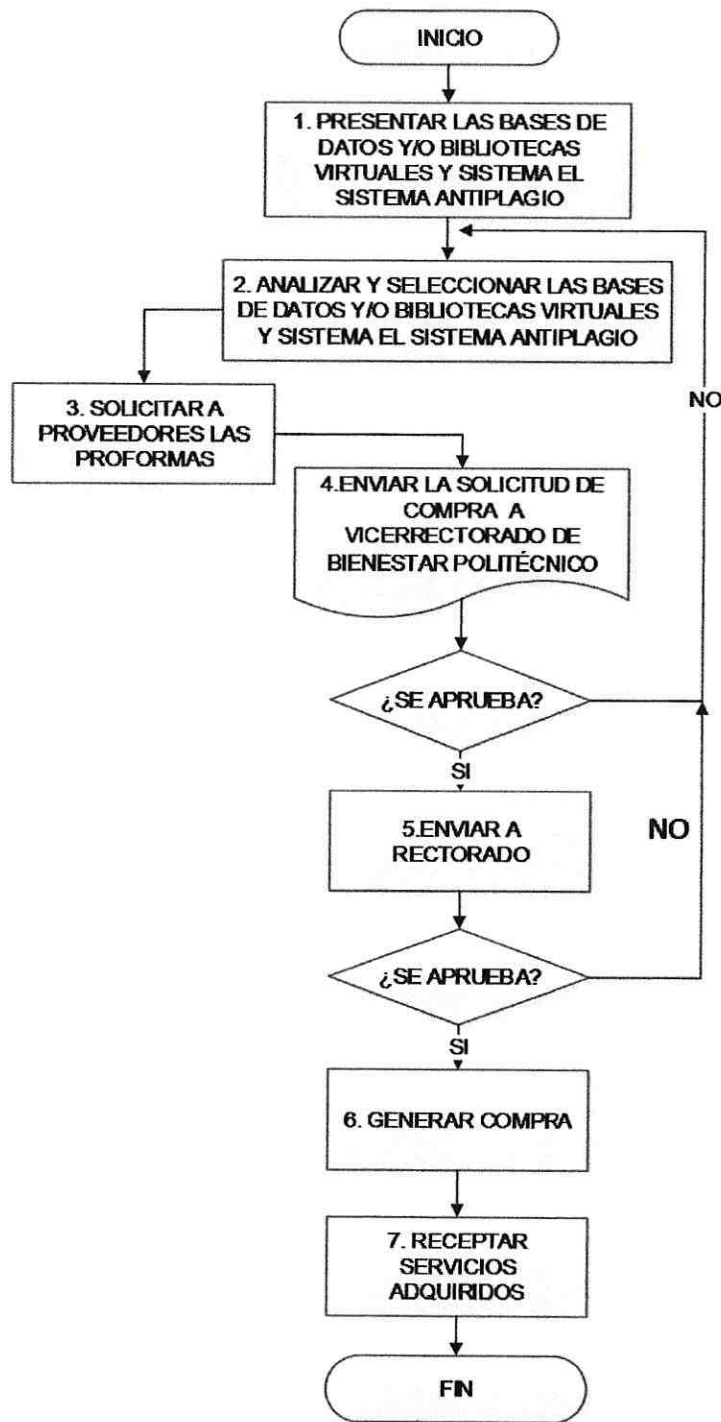 INICIO
1. PRESENTAR LAS BASES DE
DATOS Y/O BIBLIOTECAS
VIRTUALES Y SISTEMA EL
SISTEMA ANTIPLAGIO
2. ANALIZAR Y SELECCIONAR LAS BASES
DE DATOS Y/O BIBLIOTECAS VIRTUALES
Y SISTEMA EL SISTEMA ANTIPLAGIO
NO
3. SOLICITAR A
PROVEEDORES LAS
PROFORMAS
4.ENVIAR LA SOLICITUD DE
COMPRA A
VICERRECTORADO DE
BIENESTAR POLITÉCNICO
¿SE APRUEBA?
SI
5.ENVIAR A
RECTORADO
NO
¿SE APRUEBA?
SI
6. GENERAR COMPRA
7. RECEPTAR
SERVICIOS
ADQUIRIDOS
FIN